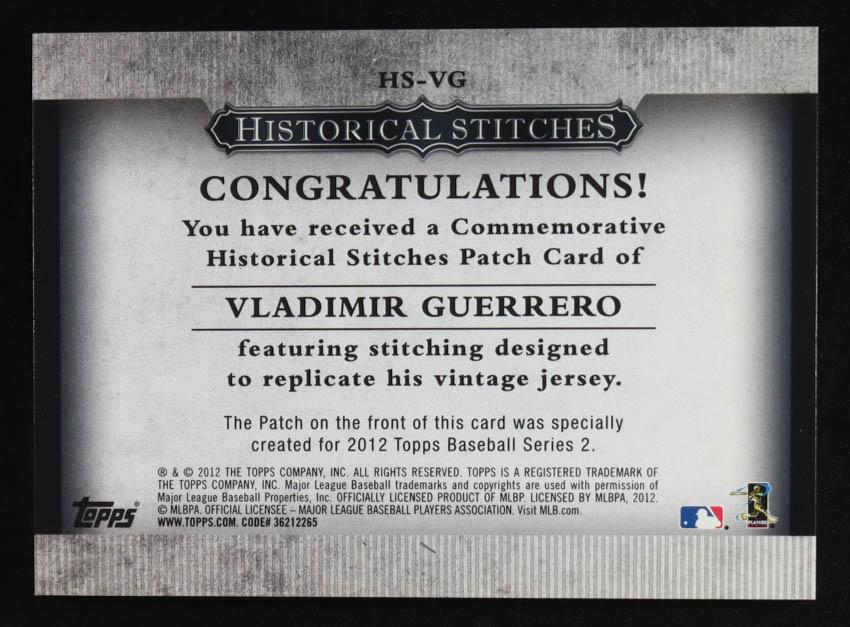 HS-VG
HISTORICAL STITCHES
CONGRATULATIONS!
You have received a Commemorative
Historical Stitches Patch Card of
VLADIMIR GUERRERO
featuring stitching designed
to replicate his vintage jersey.
The Patch on the front of this card was specially
created for 2012 Topps Baseball Series 2.
® & © 2012 THE TOPPS COMPANY, INC. ALL RIGHTS RESERVED. TOPPS IS A REGISTERED TRADEMARK OF
THE TOPPS COMPANY, INC. Major League Baseball trademarks and copyrights are used with permission of
Major League Baseball Properties, Inc. OFFICIALLY LICENSED PRODUCT OF MLBP. LICENSED BY MLBPA, 2012.
© MLBPA. OFFICIAL LICENSEE – MAJOR LEAGUE BASEBALL PLAYERS ASSOCIATION. Visit MLB.com.
WWW.TOPPS.COM. CODE# 36212265
Topps®
PLAYERS